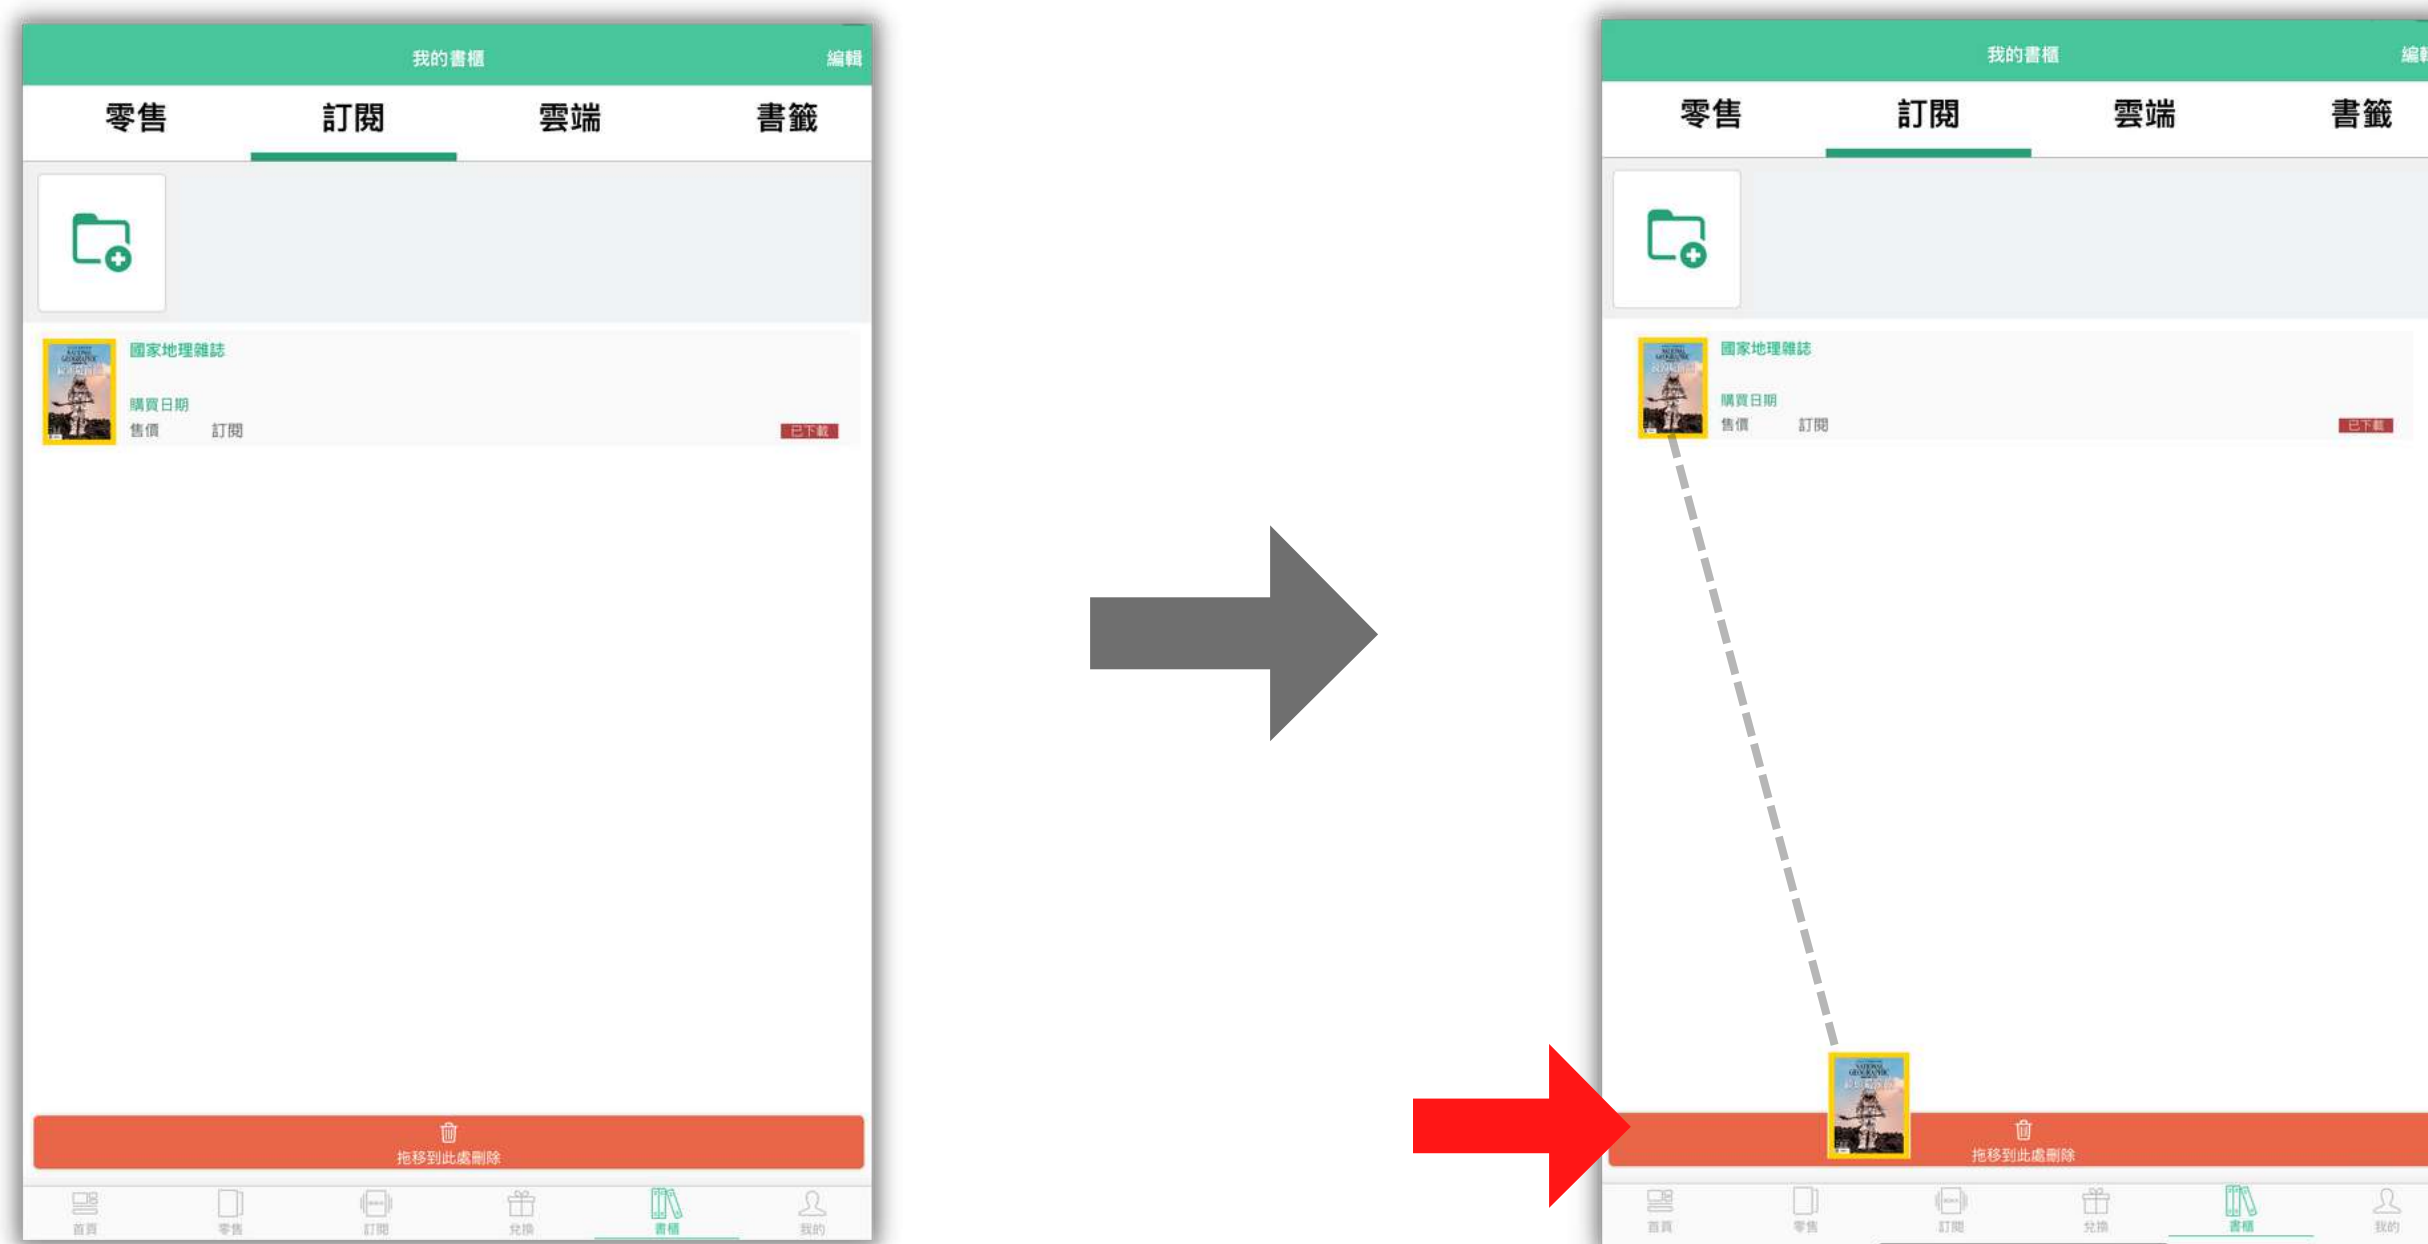 我的書櫃 編輯
零售 訂閱 雲端 書籤
國家地理雜誌
購買日期
售價 訂閱
已下載
拖移到此處刪除
首頁 零售 訂閱 兌換 書櫃 我的
我的書櫃
零售 訂閱 雲端 書籤
國家地理雜誌
購買日期
售價 訂閱
已下載
NATIONAL
GEOGRAPHIC
拖移到此處刪除
首頁 零售 訂閱 兌換 書櫃 我的